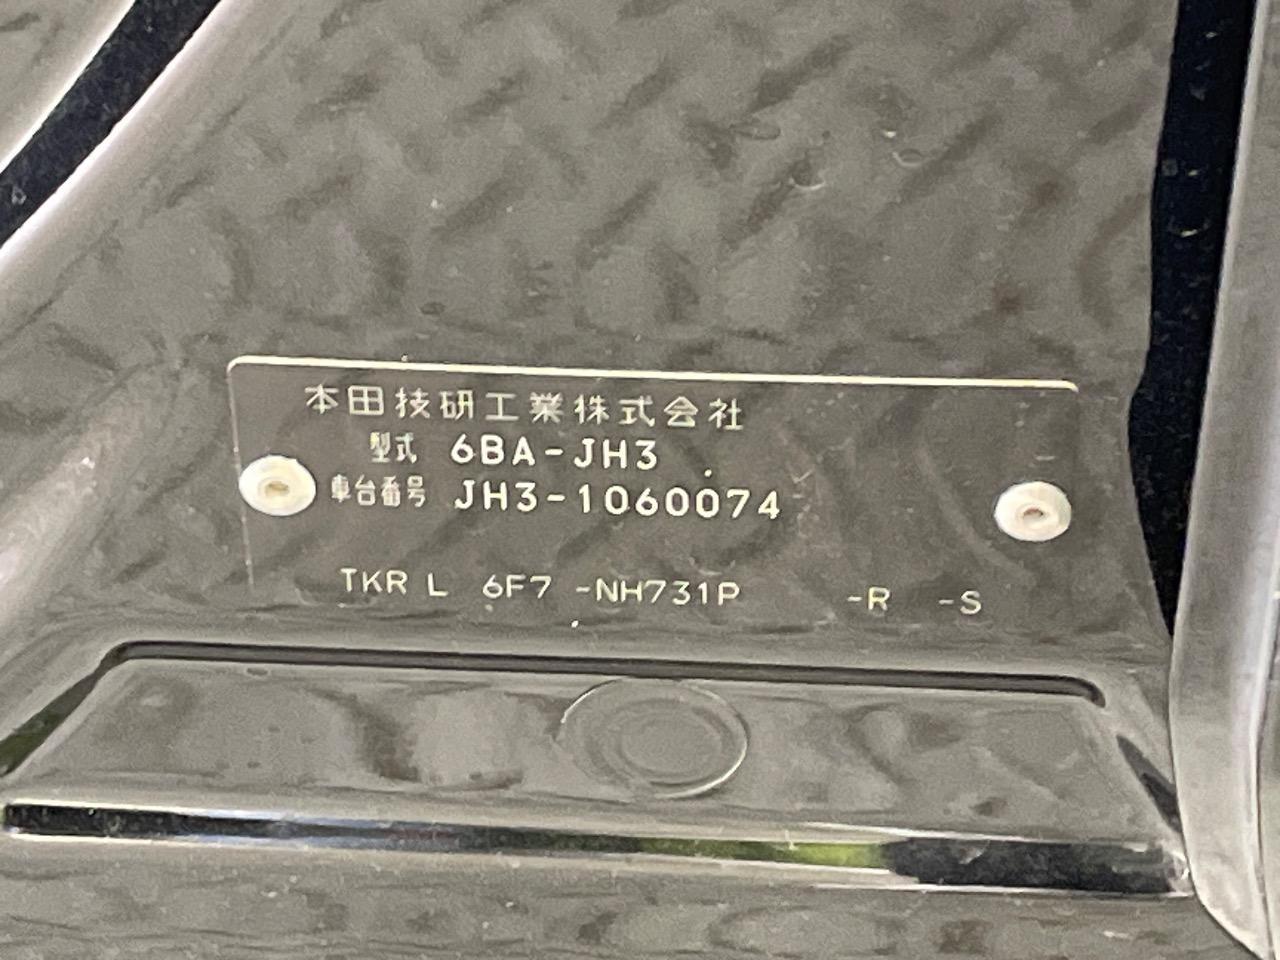 本田技研工業株式会社
型式 6BA-JH3
車台番号 JH3-1060074
TKR L 6F7 -NH731P -R -S